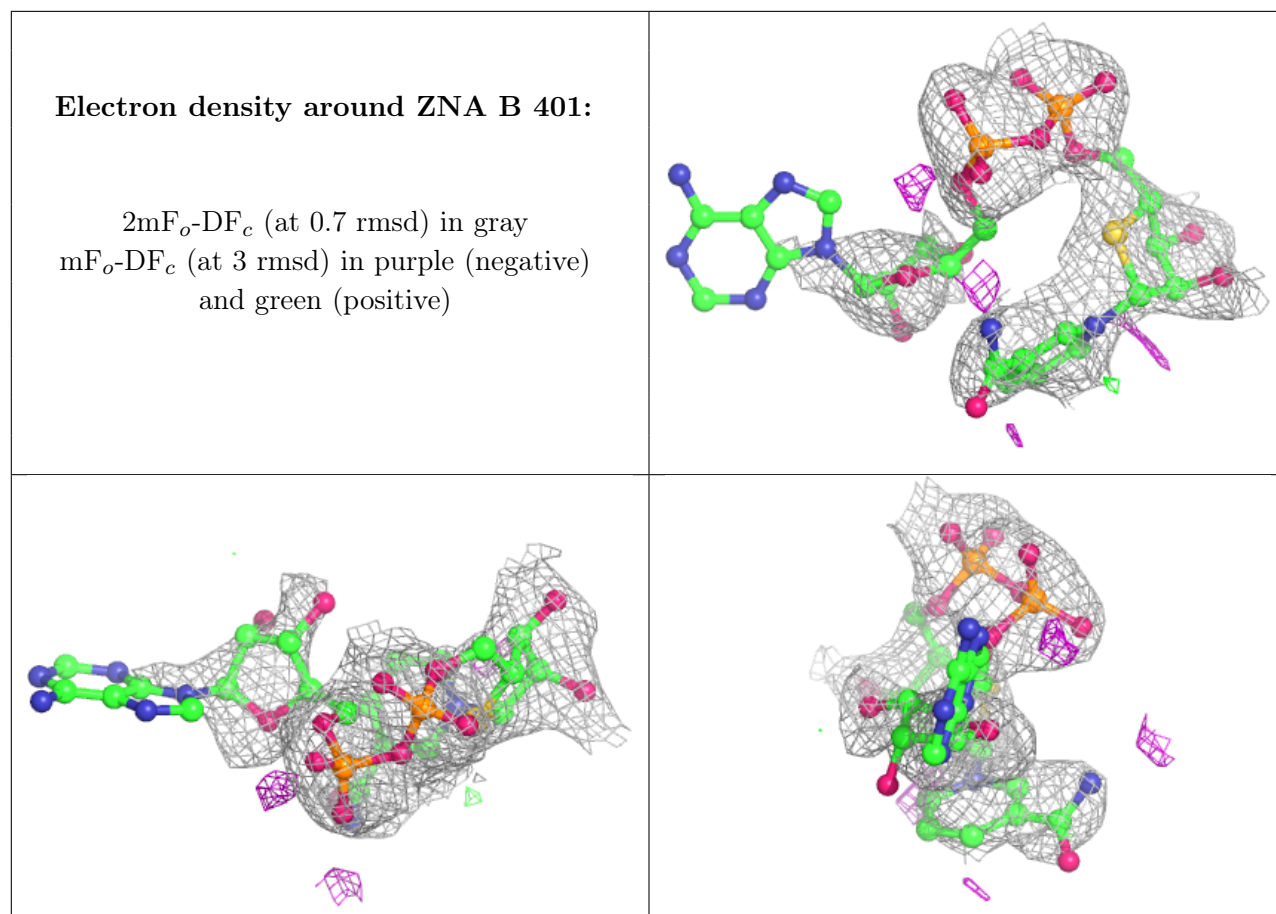 Electron density around ZNA B 401:
2mFo-DFc (at 0.7 rmsd) in gray
mFo-DFc (at 3 rmsd) in purple (negative)
and green (positive)